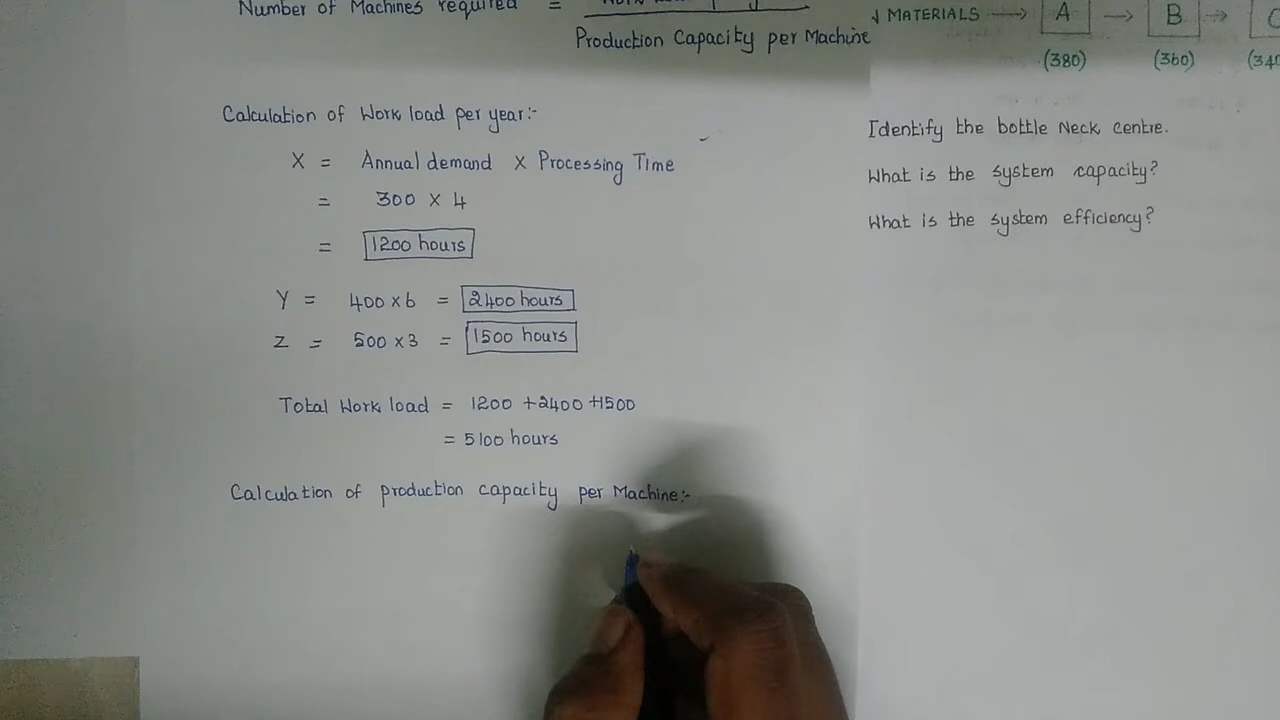 Number of Machines required =
Production Capacity per Machine
Calculation of Work load per year:-
X = Annual demand X Processing Time
= 300 X 4
= 1200 hours
Y = 400 x 6 = 2400 hours
Z = 500 x 3 = 1500 hours
Total Work load = 1200 +2400 +1500
= 5100 hours
Calculation of production capacity per Machine:-
MATERIALS → A → B → C
(380) (360) (340
Identify the bottle Neck centre.
What is the system capacity?
What is the system efficiency?